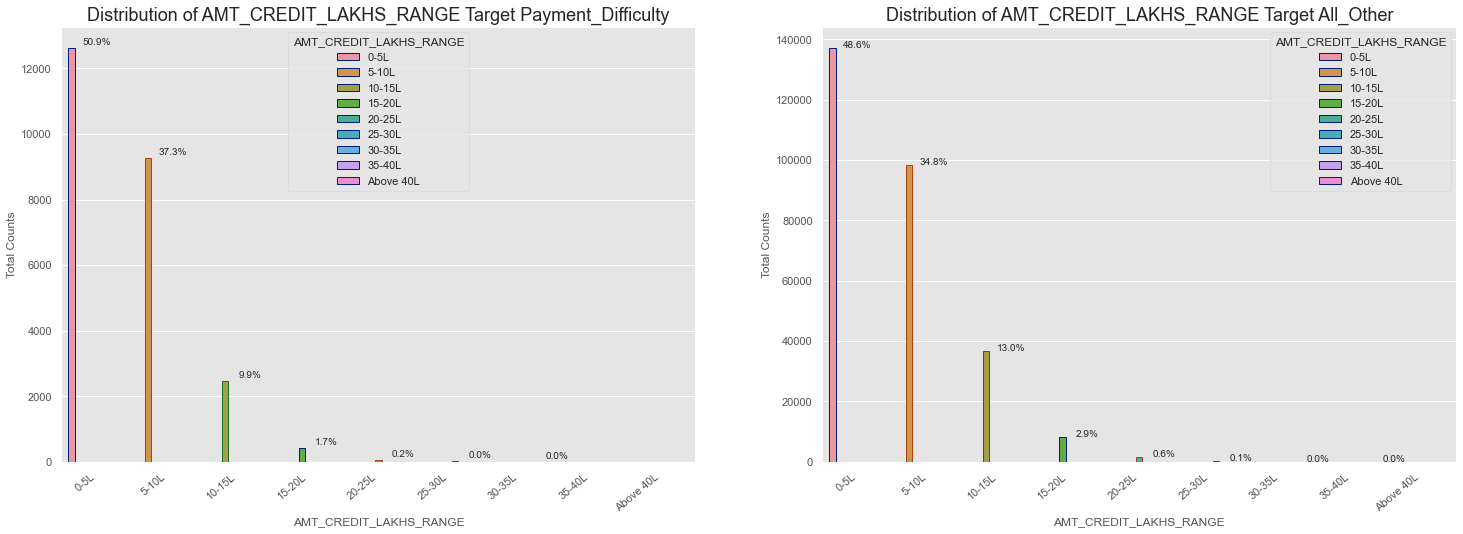 Distribution of AMT_CREDIT_LAKHS_RANGE Target Payment_Difficulty
Total Counts
12000
10000
8000
6000
4000
2000
0
50.9%
37.3%
9.9%
1.7%
0.2%
0.0%
0.0%
AMT_CREDIT_LAKHS_RANGE
0-5L
5-10L
10-15L
15-20L
20-25L
25-30L
30-35L
35-40L
Above 40L
0-5L
5-10L
10-15L
15-20L
20-25L
25-30L
30-35L
35-40L
Above 40L
AMT_CREDIT_LAKHS_RANGE
Distribution of AMT_CREDIT_LAKHS_RANGE Target All_Other
Total Counts
140000
120000
100000
80000
60000
40000
20000
0
48.6%
34.8%
13.0%
2.9%
0.6%
0.1%
0.0%
0.0%
AMT_CREDIT_LAKHS_RANGE
0-5L
5-10L
10-15L
15-20L
20-25L
25-30L
30-35L
35-40L
Above 40L
0-5L
5-10L
10-15L
15-20L
20-25L
25-30L
30-35L
35-40L
Above 40L
AMT_CREDIT_LAKHS_RANGE